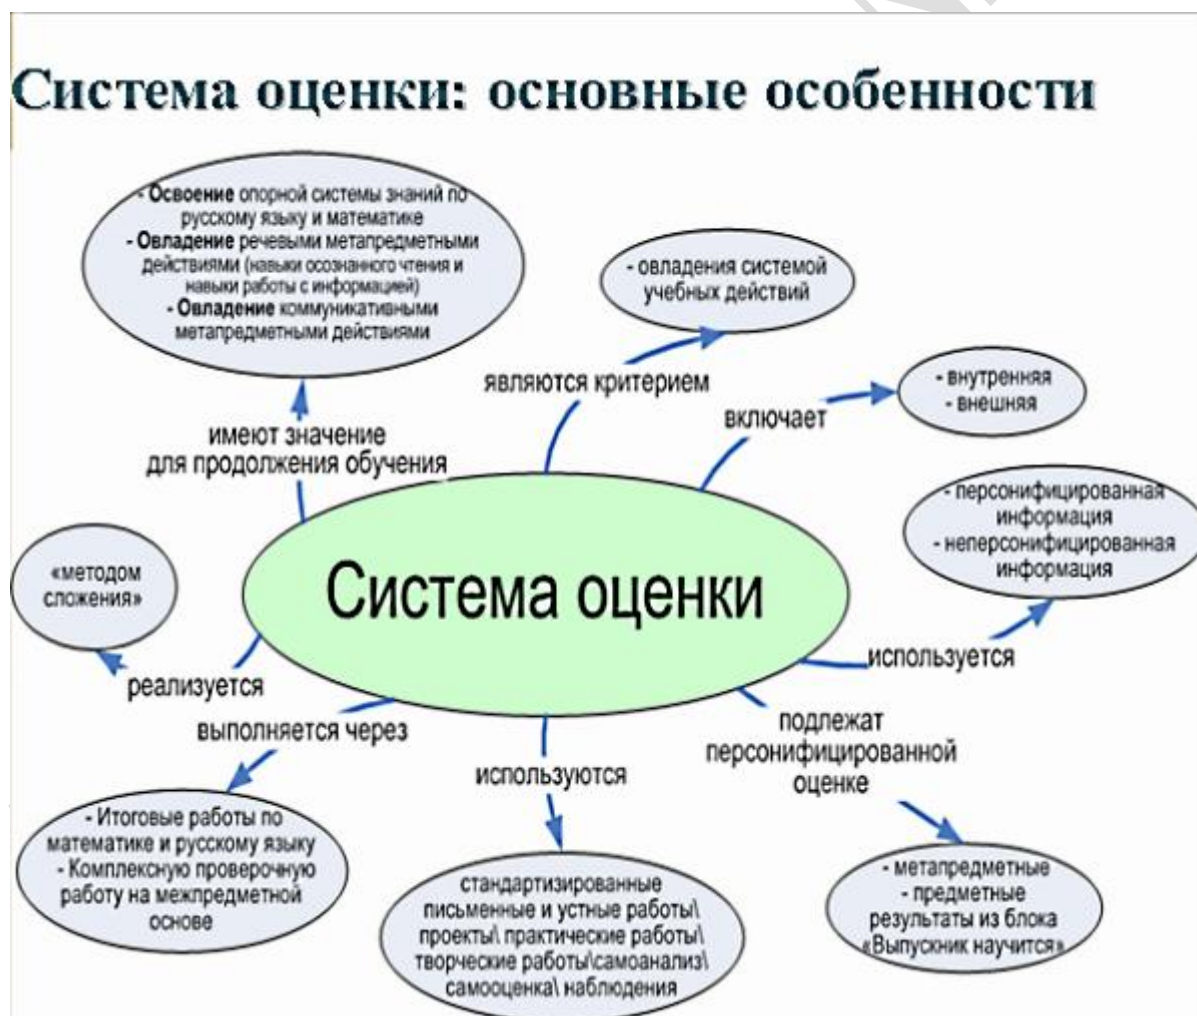 Система оценки: основные особенности
- Освоение опорной системы знаний по
русскому языку и математике
- Овладение речевыми метапредметными
действиями (навыки осознанного чтения и
навыки работы с информацией)
- Овладение коммуникативными
метапредметными действиями
- овладения системой
учебных действий
являются критерием
- внутренняя
- внешняя
включает
имеют значение
для продолжения обучения
- персонифицированная
информация
- неперсонифицированная
информация
«методом
сложения»
Система оценки
используется
реализуется
подлежат
персонифицированной
оценке
выполняется через
используются
- Итоговые работы по
математике и русскому языку
- Комплексную проверочную
работу на межпредметной
основе
стандартизированные
письменные и устные работы\
проекты\ практические работы\
творческие работы\самоанализ\
самооценка\ наблюдения
- метапредметные
- предметные
результаты из блока
«Выпускник научится»